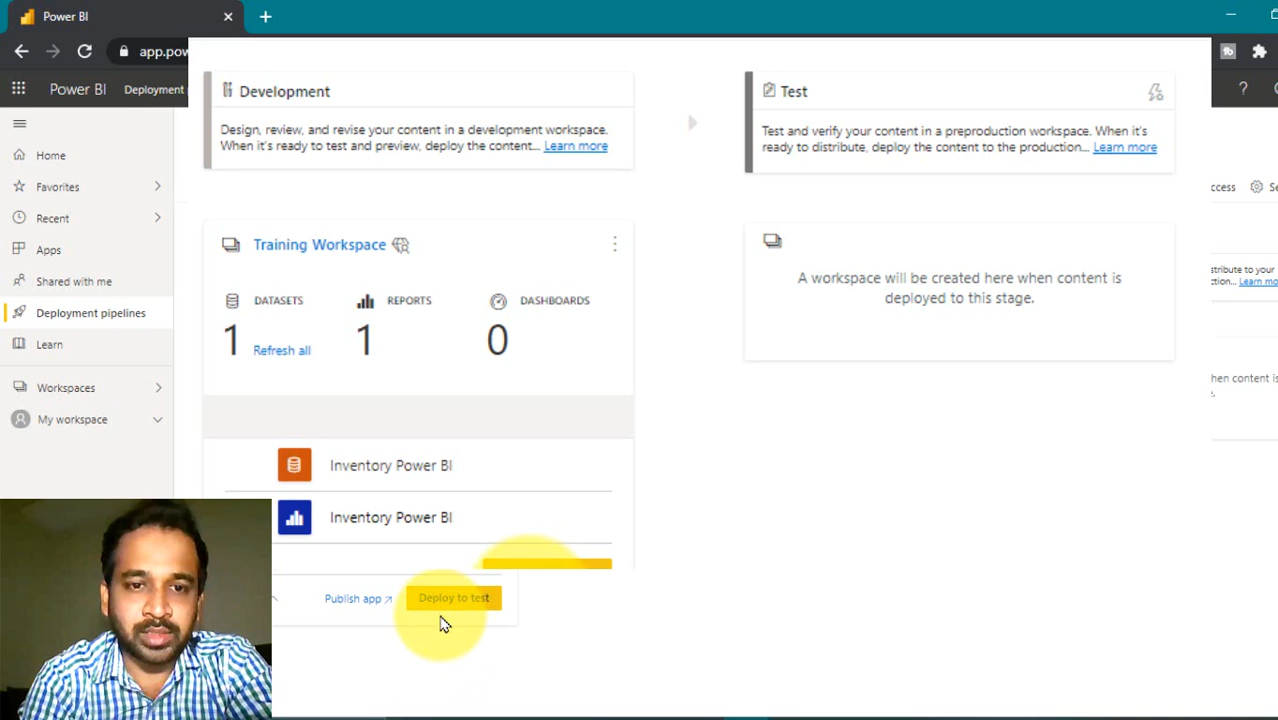 Power BI
app.pow
Power BI
Deployment p
Home
Favorites
Recent
Apps
Shared with me
Deployment pipelines
Learn
Workspaces
My workspace
Development
Design, review, and revise your content in a development workspace.
When it's ready to test and preview, deploy the content... Learn more
Test
Test and verify your content in a preproduction workspace. When it's
ready to distribute, deploy the content to the production... Learn more
Training Workspace
DATASETS
REPORTS
DASHBOARDS
1
Refresh all
1
0
Inventory Power BI
Inventory Power BI
Publish app
Deploy to test
A workspace will be created here when content is
deployed to this stage.
?
ccess
Se
stribute to your
ction... Learn mo
hen content is